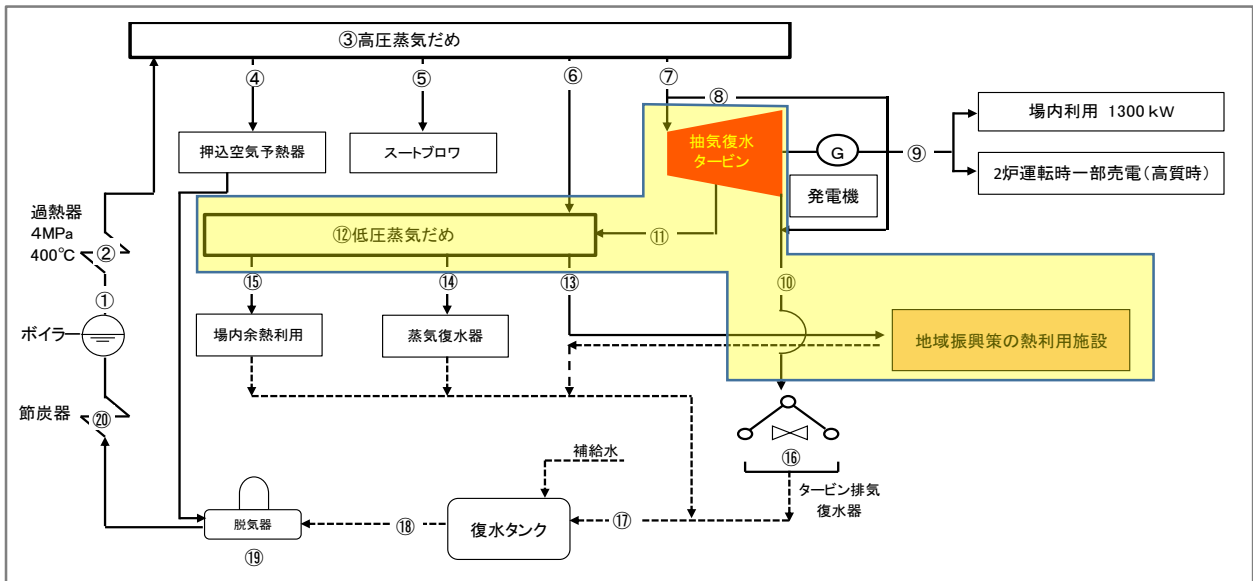 ③高圧蒸気だめ
④
⑤
⑥
⑦
⑧
押込空気予熱器
スートブロワ
抽気復水
タービン
G
⑨
場内利用 1300 kW
2炉運転時一部売電(高質時)
発電機
過熱器
4MPa
400℃
②
⑫低圧蒸気だめ
⑪
①
⑮
⑭
⑬
⑩
ボイラー
場内余熱利用
蒸気復水器
地域振興策の熱利用施設
節炭器
⑳
⑯
補給水
タービン排気
復水器
脱気器
⑱
復水タンク
⑰
⑲